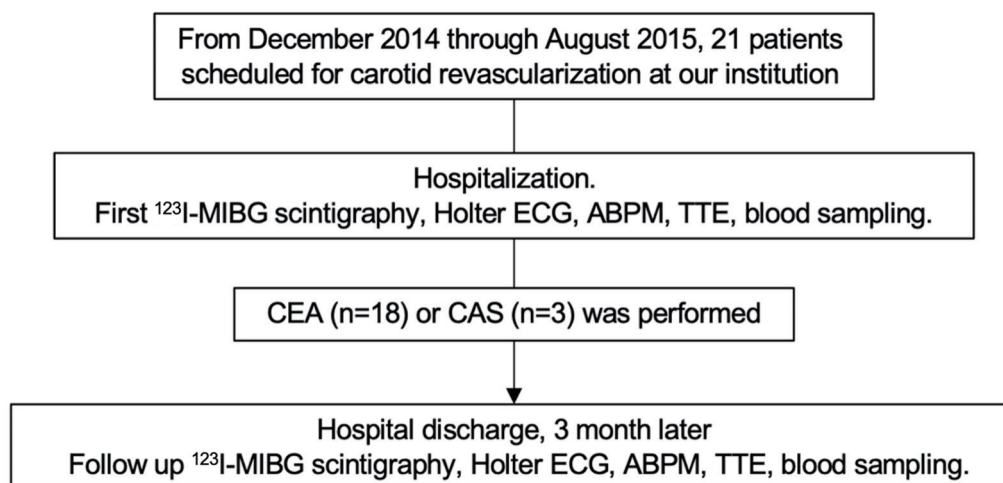 From December 2014 through August 2015, 21 patients
scheduled for carotid revascularization at our institution
Hospitalization.
First ¹²³I-MIBG scintigraphy, Holter ECG, ABPM, TTE, blood sampling.
CEA (n=18) or CAS (n=3) was performed
Hospital discharge, 3 month later
Follow up ¹²³I-MIBG scintigraphy, Holter ECG, ABPM, TTE, blood sampling.